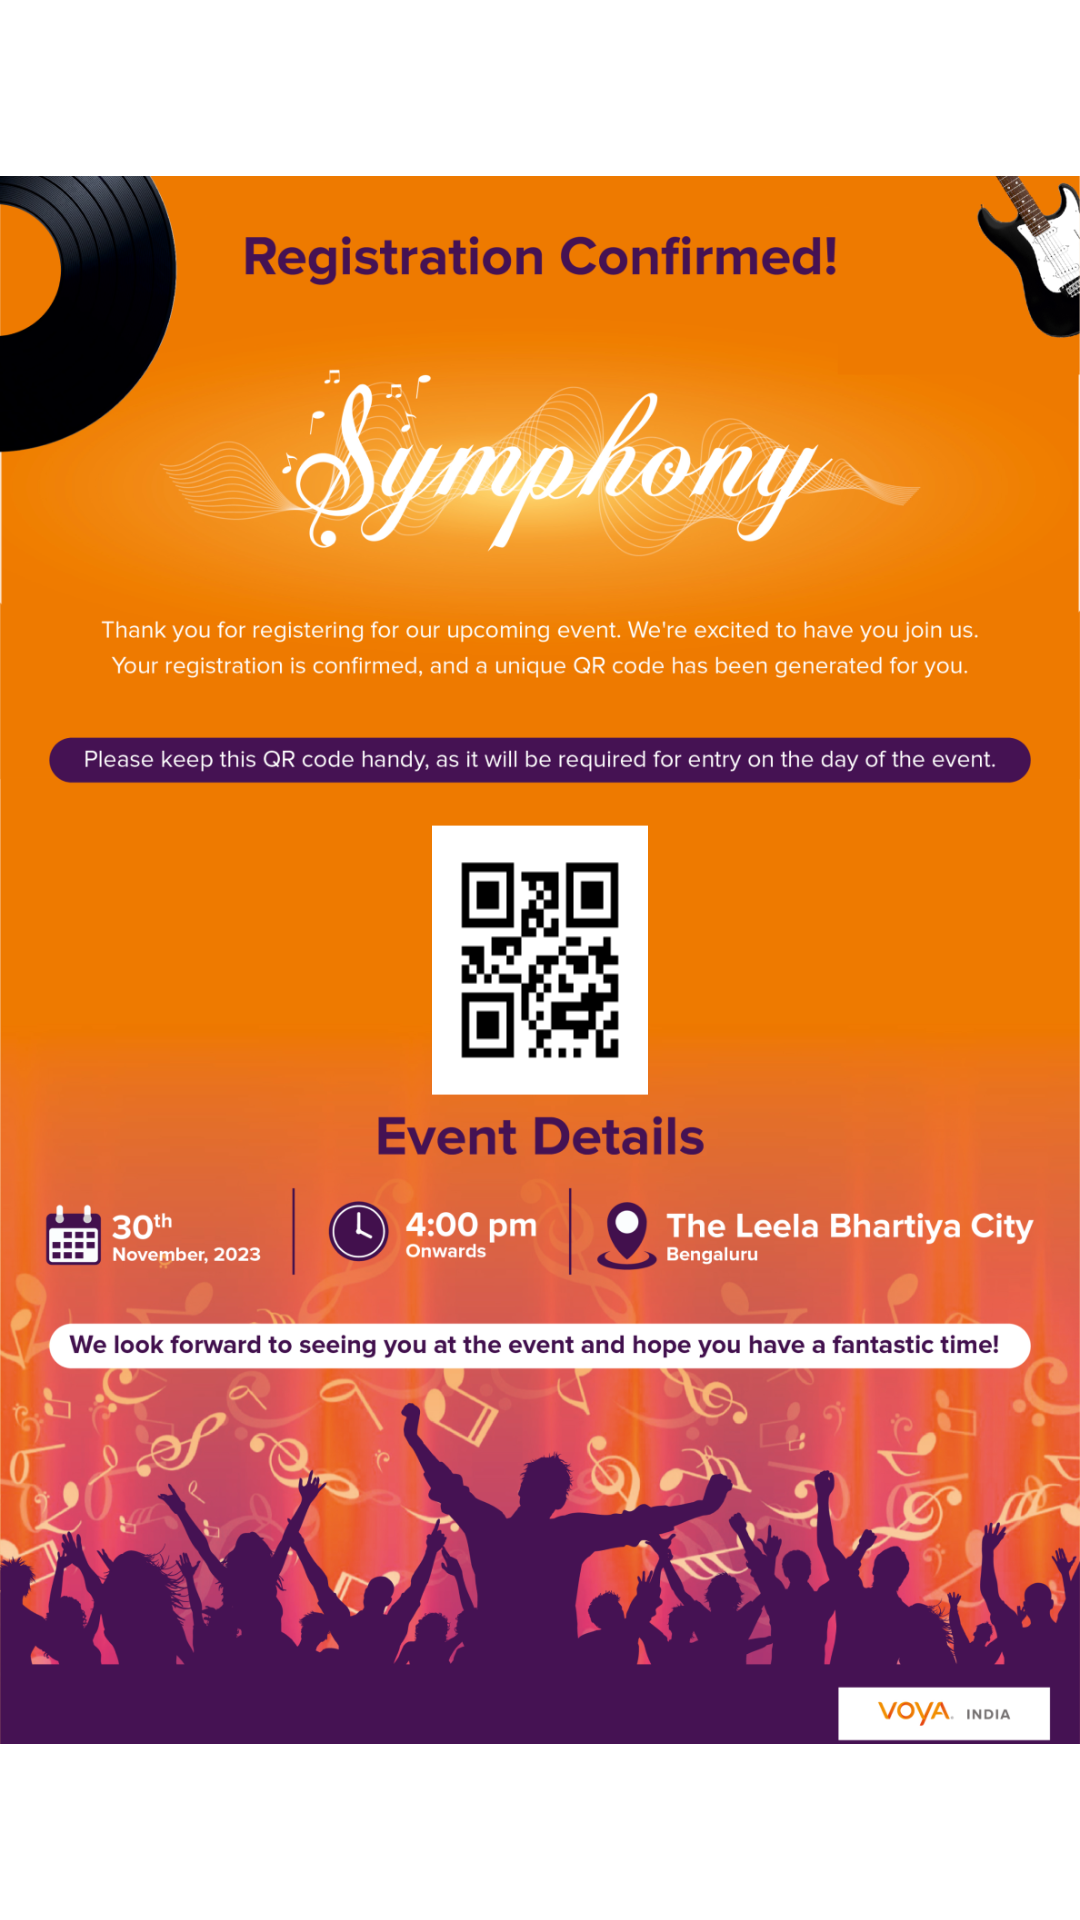 Registration Confirmed!
Symphony
Thank you for registering for our upcoming event. We're excited to have you join us.
Your registration is confirmed, and a unique QR code has been generated for you.
Please keep this QR code handy, as it will be required for entry on the day of the event.
Event Details
30th
November, 2023
4:00 pm
Onwards
The Leela Bhartiya City
Bengaluru
We look forward to seeing you at the event and hope you have a fantastic time!
VOYA INDIA